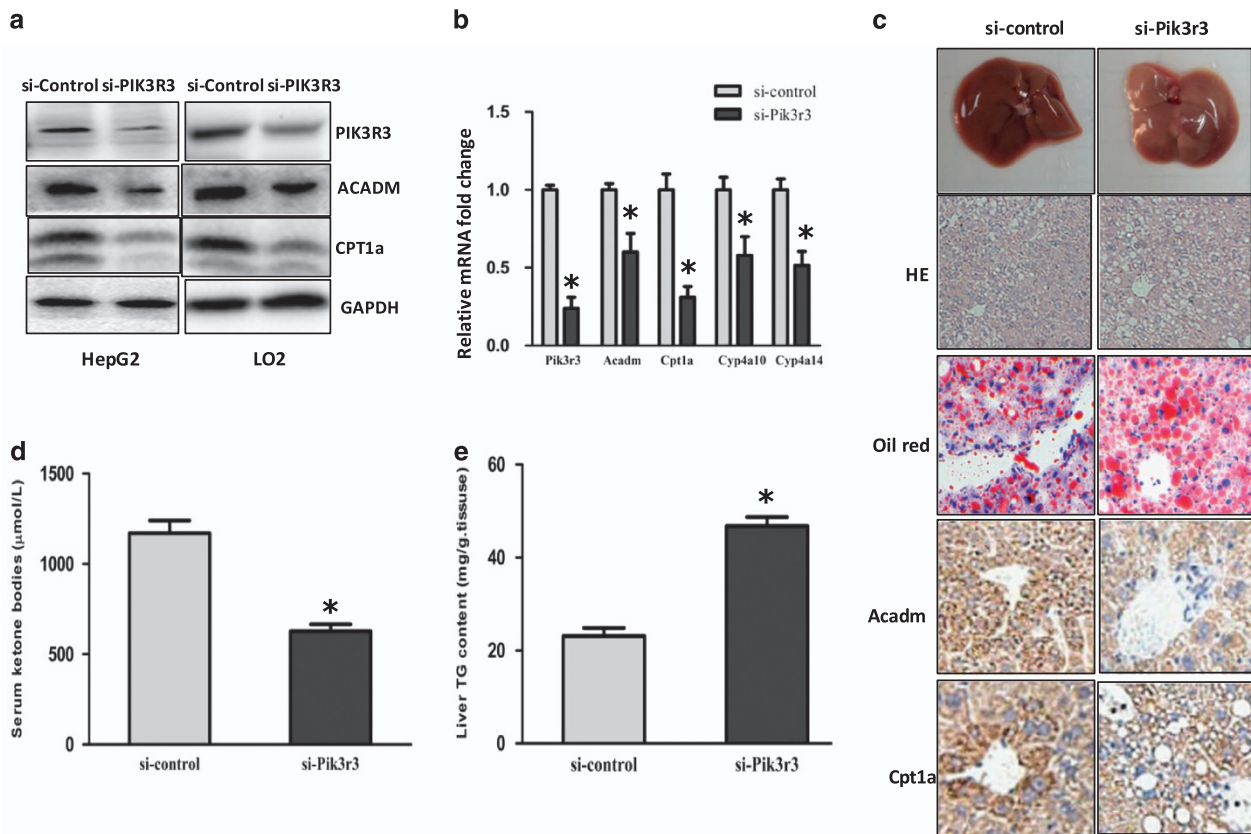 a
si-Control si-PIK3R3 si-Control si-PIK3R3
PIK3R3
ACADM
CPT1a
GAPDH
HepG2 LO2
b
si-control
si-Pik3r3
Relative mRNA fold change
1.5
1.0
0.5
0.0
* * * * *
Pik3r3 Acadm Cpt1a Cyp4a10 Cyp4a14
c
si-control si-Pik3r3
HE
Oil red
Acadm
Cpt1a
d
Serum ketone bodies (μmol/L)
1500
1000
500
0
*
si-control si-Pik3r3
e
Liver TG content (mg/g.tissuse)
60
40
20
0
*
si-control si-Pik3r3